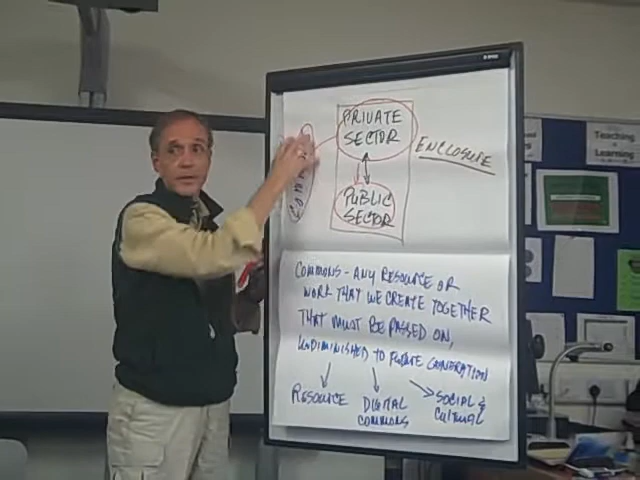 PRIVATE
SECTOR
ENCLOSURE
PUBLIC
SECTOR
COMMONS - ANY RESOURCE OR
WORK THAT WE CREATE TOGETHER
THAT MUST BE PASSED ON,
UNDIMINISHED TO FUTURE GENERATION
RESOURCE
DIGITAL
COMMONS
SOCIAL &
CULTURAL
Teaching
Learning